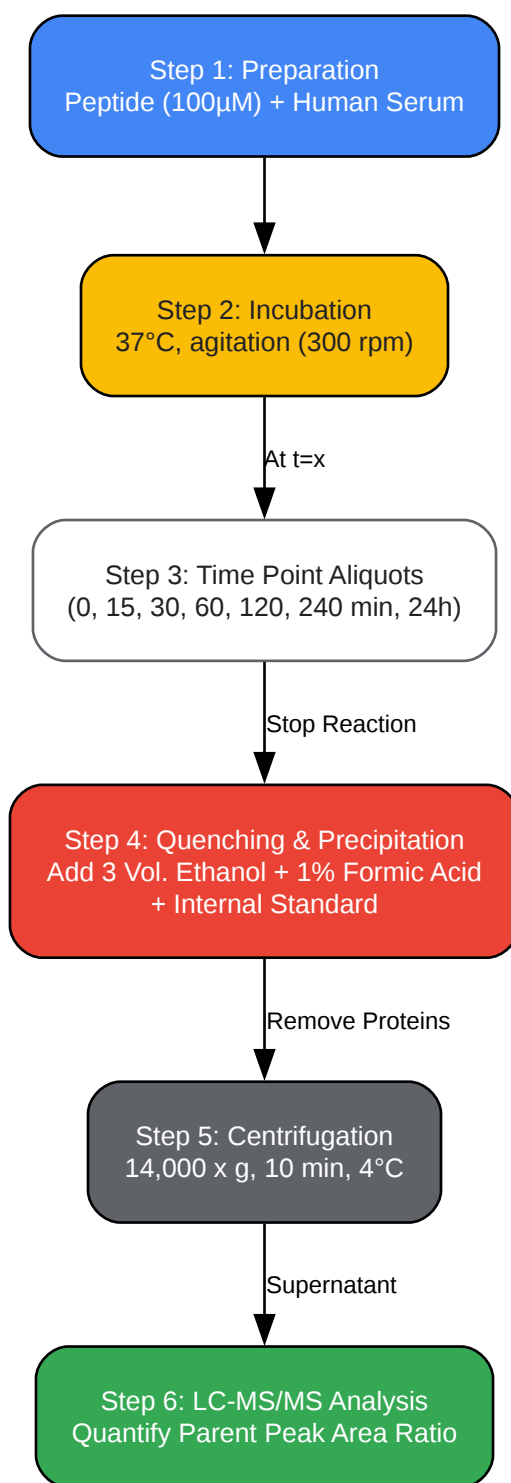 Step 1: Preparation
Peptide (100µM) + Human Serum
Step 2: Incubation
37°C, agitation (300 rpm)
At t=x
Step 3: Time Point Aliquots
(0, 15, 30, 60, 120, 240 min, 24h)
Stop Reaction
Step 4: Quenching & Precipitation
Add 3 Vol. Ethanol + 1% Formic Acid
+ Internal Standard
Remove Proteins
Step 5: Centrifugation
14,000 x g, 10 min, 4°C
Supernatant
Step 6: LC-MS/MS Analysis
Quantify Parent Peak Area Ratio